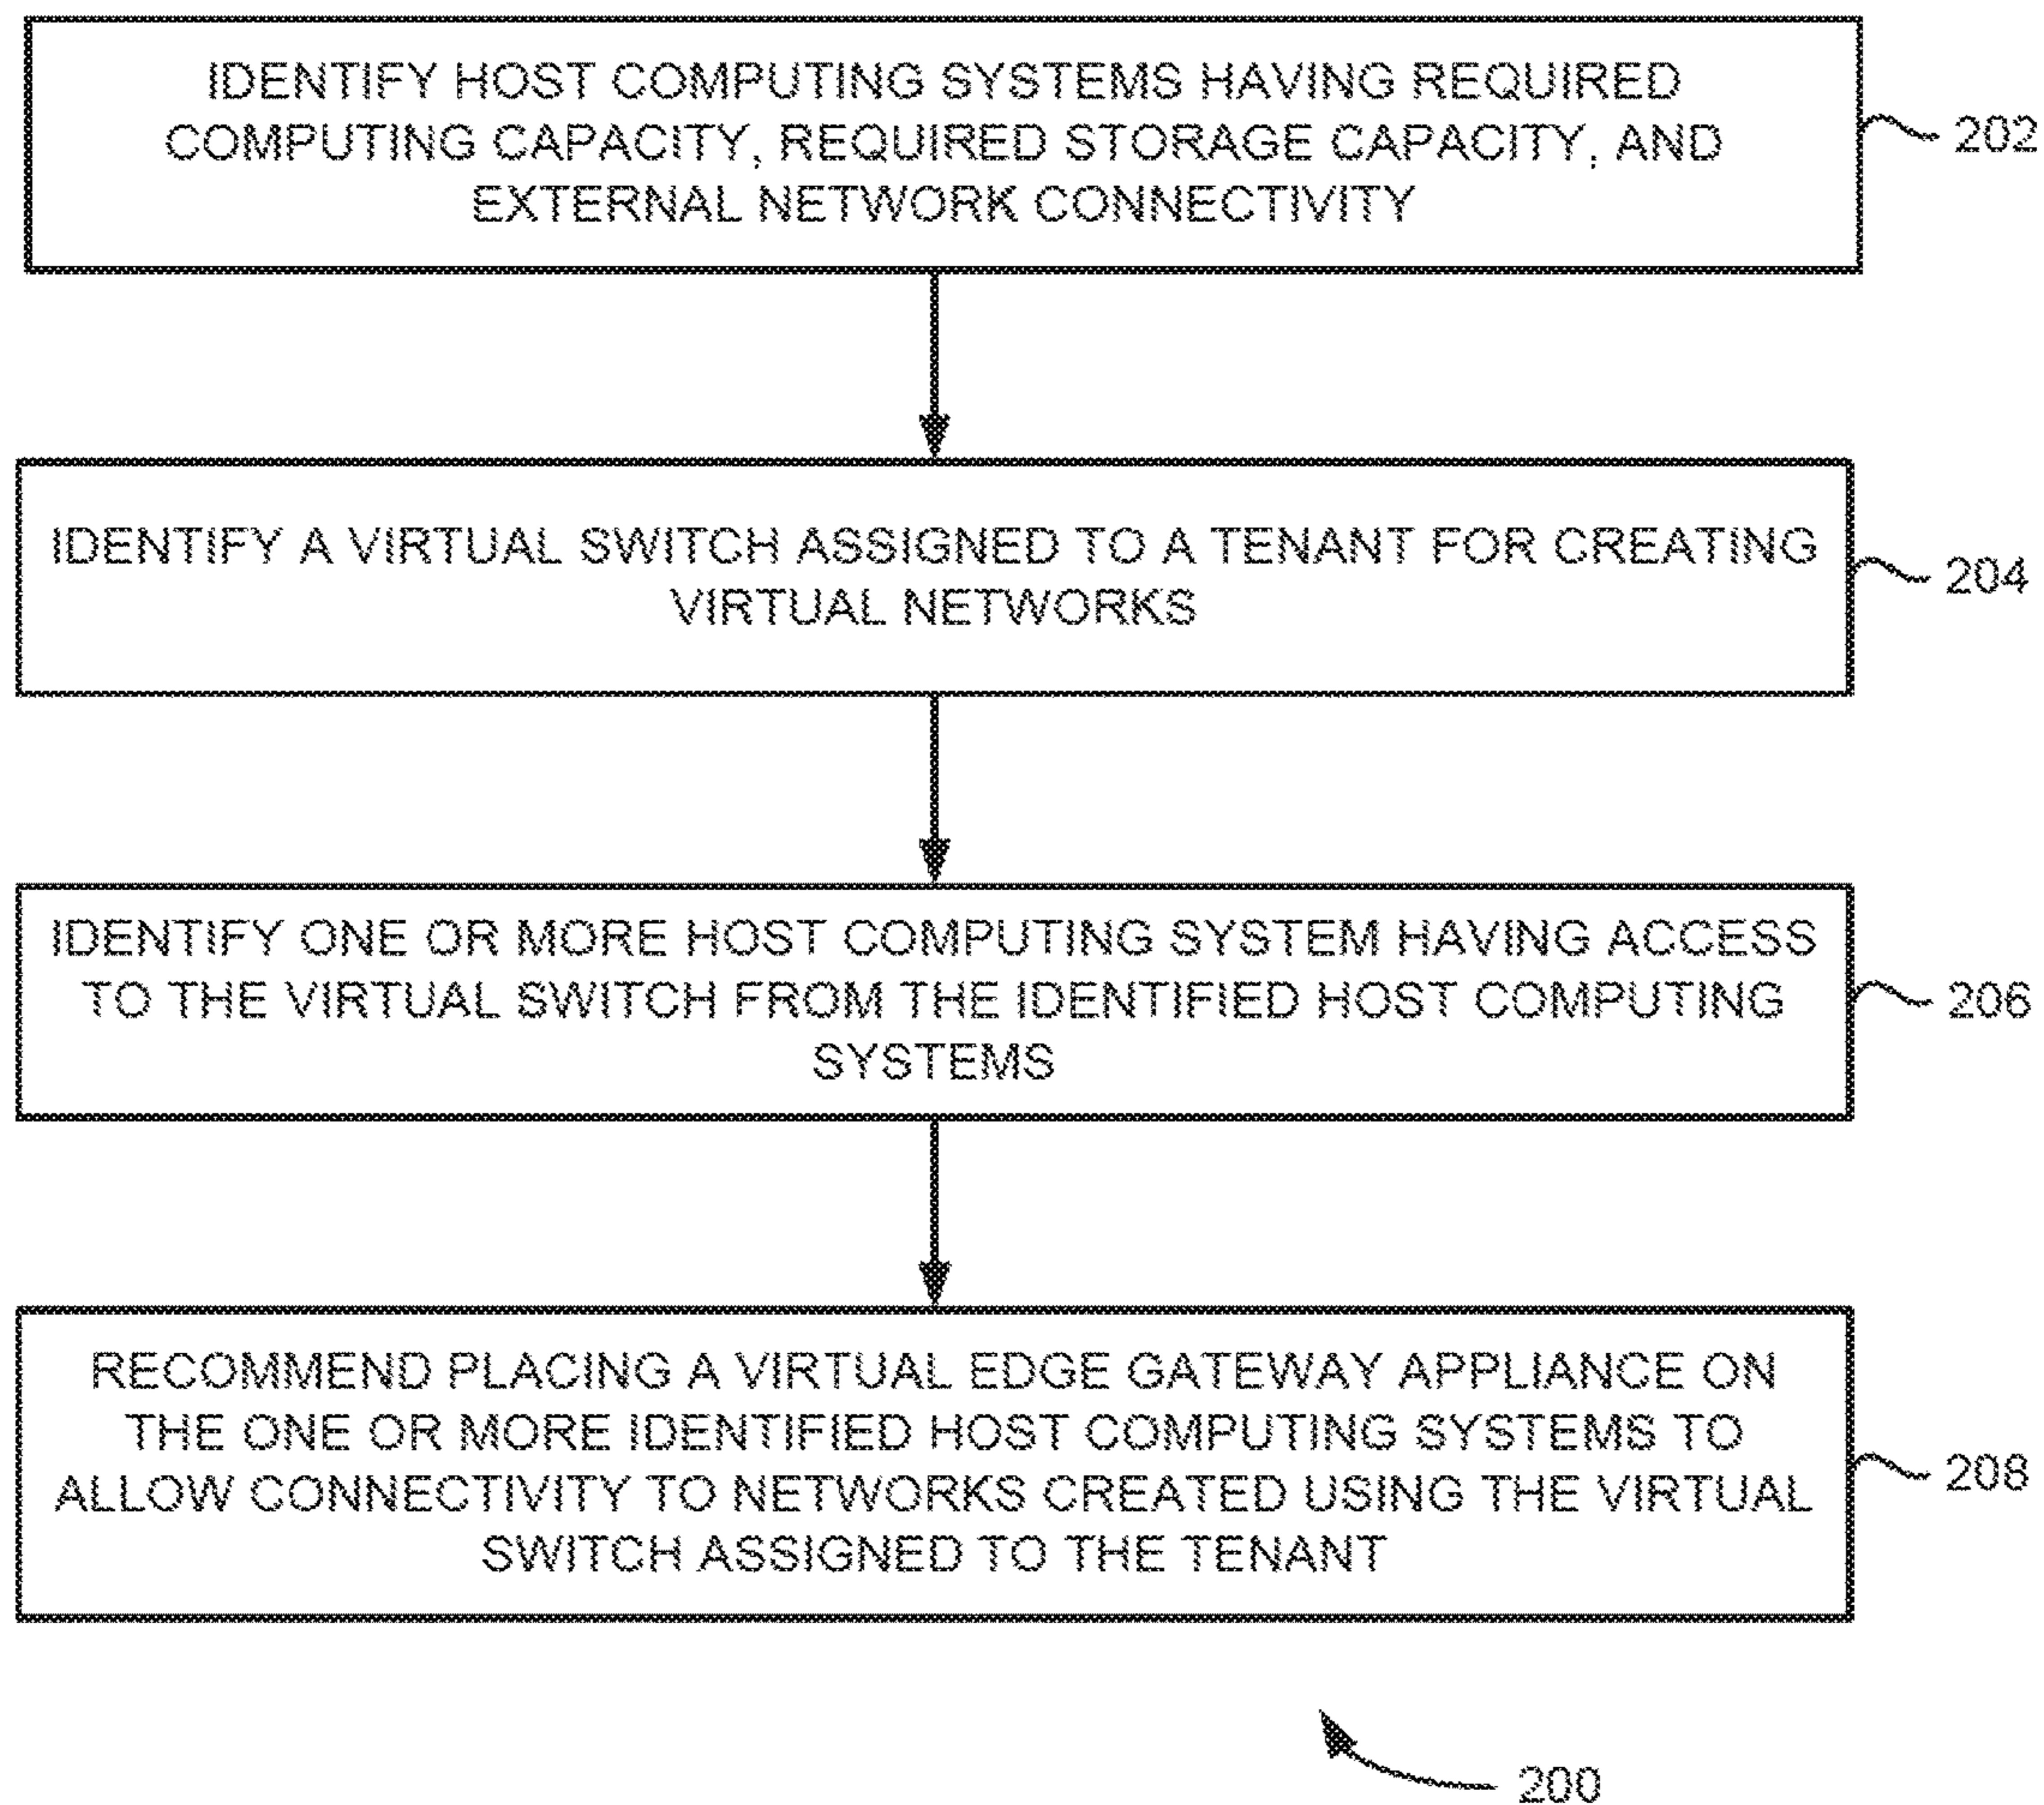 IDENTIFY HOST COMPUTING SYSTEMS HAVING REQUIRED
COMPUTING CAPACITY, REQUIRED STORAGE CAPACITY, AND
EXTERNAL NETWORK CONNECTIVITY
202
IDENTIFY A VIRTUAL SWITCH ASSIGNED TO A TENANT FOR CREATING
VIRTUAL NETWORKS
204
IDENTIFY ONE OR MORE HOST COMPUTING SYSTEM HAVING ACCESS
TO THE VIRTUAL SWITCH FROM THE IDENTIFIED HOST COMPUTING
SYSTEMS
206
RECOMMEND PLACING A VIRTUAL EDGE GATEWAY APPLIANCE ON
THE ONE OR MORE IDENTIFIED HOST COMPUTING SYSTEMS TO
ALLOW CONNECTIVITY TO NETWORKS CREATED USING THE VIRTUAL
SWITCH ASSIGNED TO THE TENANT
208
200